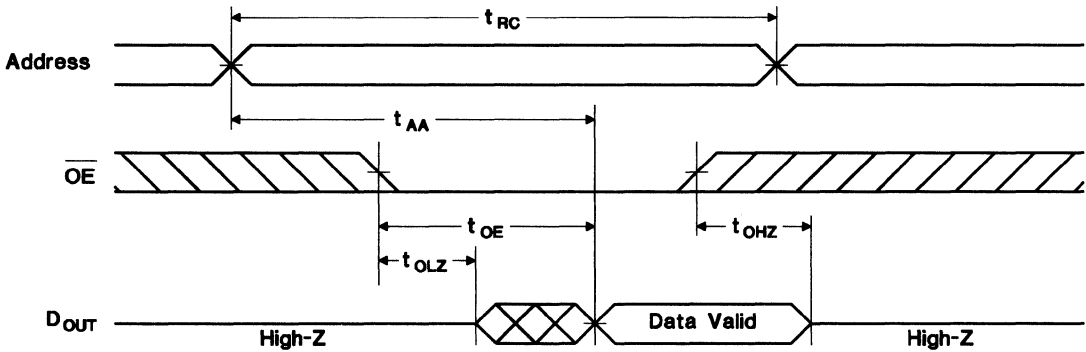 t RC
Address
t AA
OE
t OE
t OHZ
t OLZ
D OUT
High-Z
Data Valid
High-Z